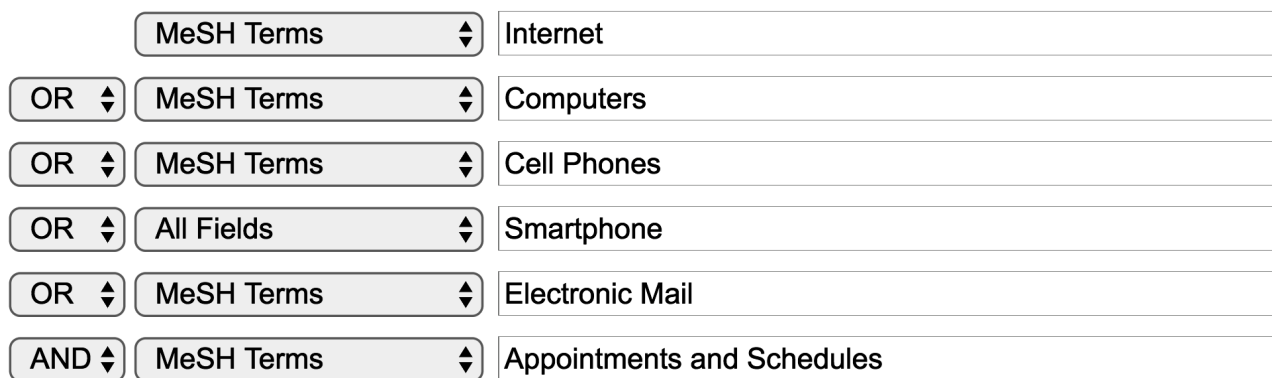 MeSH Terms Internet
OR MeSH Terms Computers
OR MeSH Terms Cell Phones
OR All Fields Smartphone
OR MeSH Terms Electronic Mail
AND MeSH Terms Appointments and Schedules